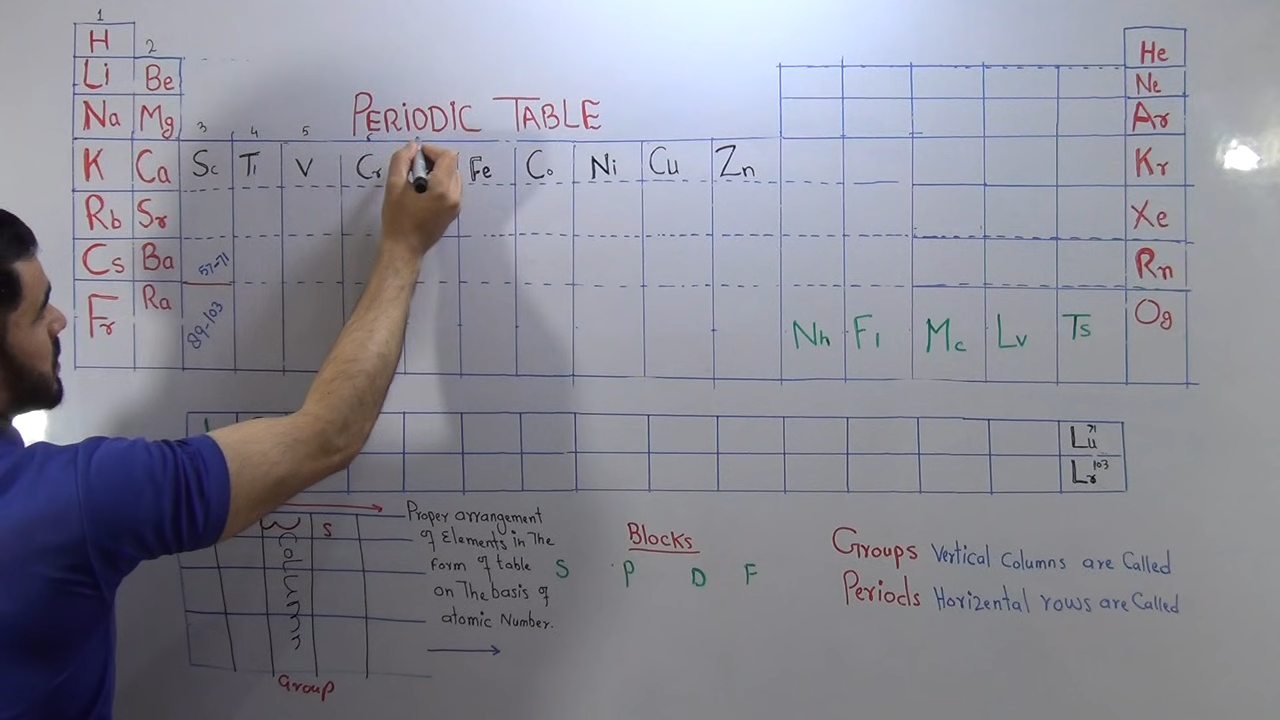 1
H
2
He
Li Be
Ne
Na Mg
PERIODIC TABLE
Ar
3 4 5 6
K Ca Sc Ti V Cr Fe Co Ni Cu Zn
Kr
Rb Sr
Xe
Cs Ba 57-71
Rn
Fr Ra 89-103
Nh Fl Mc Lv Ts Og
Lu 71
Lr 103
Proper arrangement
of Elements in The
form of table
on The basis of
atomic Number.
S
Column
Group
Blocks
S P D F
Groups Vertical Columns are Called
Periods Horizental rows are Called